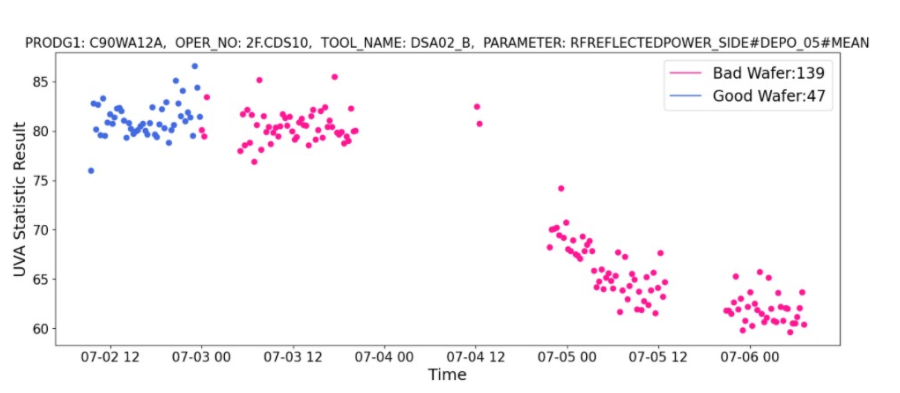 PRODG1: C90WA12A, OPER_NO: 2F.CDS10, TOOL_NAME: DSA02_B, PARAMETER: RFREFLECTEDPOWER_SIDE#DEPO_05#MEAN
Bad Wafer:139
Good Wafer:47
UVA Statistic Result
85
80
75
70
65
60
07-02 12 07-03 00 07-03 12 07-04 00 07-04 12 07-05 00 07-05 12 07-06 00
Time